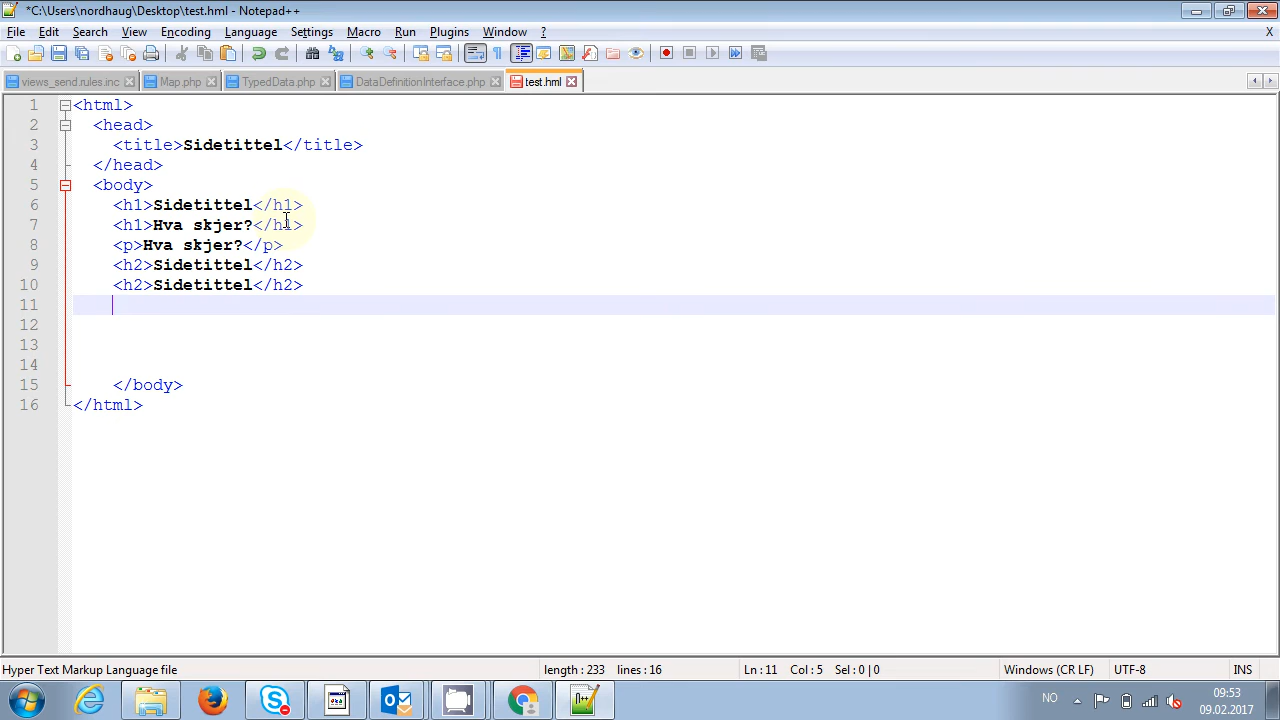 *C:\Users\nordhaug\Desktop\test.hml - Notepad++
File Edit Search View Encoding Language Settings Macro Run Plugins Window ? X
views_send.rules.inc Map.php TypedData.php DataDefinitionInterface.php test.hml
1 <html>
2 <head>
3 <title>Sidetittel</title>
4 </head>
5 <body>
6 <h1>Sidetittel</h1>
7 <h1>Hva skjer?</h1>
8 <p>Hva skjer?</p>
9 <h2>Sidetittel</h2>
10 <h2>Sidetittel</h2>
11
12
13
14
15 </body>
16 </html>
Hyper Text Markup Language file length : 233 lines : 16 Ln : 11 Col : 5 Sel : 0 | 0 Windows (CR LF) UTF-8 INS
NO 09:53
09.02.2017